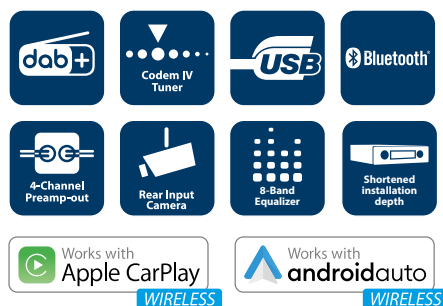 dab+
Codem IV
Tuner
USB
Bluetooth®
4-Channel
Preamp-out
Rear Input
Camera
8-Band
Equalizer
Shortened
installation
depth
Works with
Apple CarPlay
WIRELESS
Works with
androidauto
WIRELESS